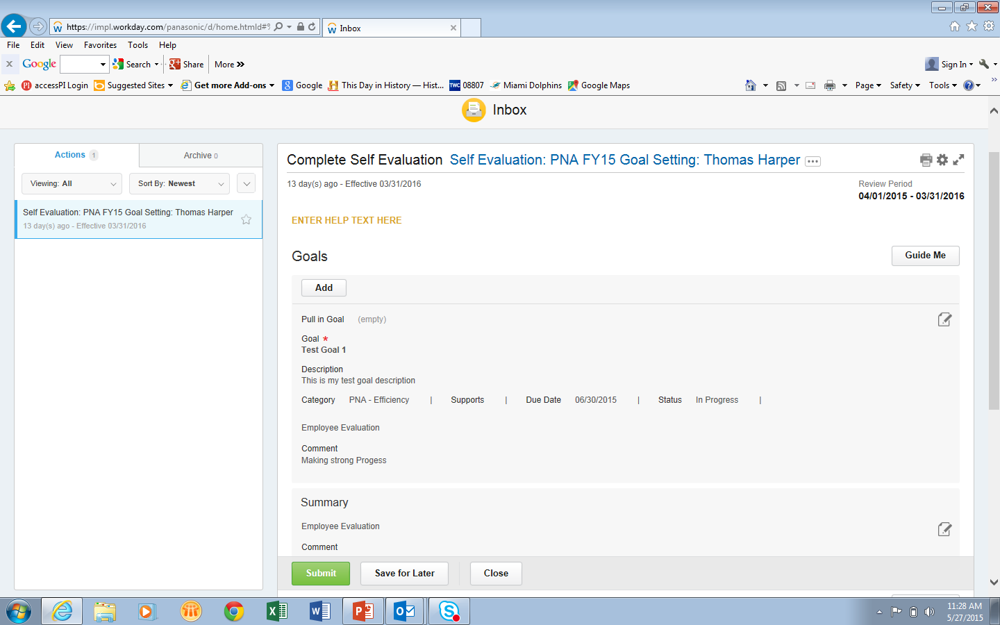 https://impl.workday.com/panasonic/d/home.htmld#
Inbox
File Edit View Favorites Tools Help
x Google Search Share More »
Sign In
accessPI Login Suggested Sites Get more Add-ons Google This Day in History — Hist... TWC 08807 Miami Dolphins Google Maps
Page Safety Tools
Inbox
Actions 1
Archive 0
Viewing: All
Sort By: Newest
Self Evaluation: PNA FY15 Goal Setting: Thomas Harper
13 day(s) ago - Effective 03/31/2016
Complete Self Evaluation Self Evaluation: PNA FY15 Goal Setting: Thomas Harper
13 day(s) ago - Effective 03/31/2016
Review Period
04/01/2015 - 03/31/2016
ENTER HELP TEXT HERE
Goals
Guide Me
Add
Pull in Goal (empty)
Goal *
Test Goal 1
Description
This is my test goal description
Category PNA - Efficiency | Supports | Due Date 06/30/2015 | Status In Progress |
Employee Evaluation
Comment
Making strong Progess
Summary
Employee Evaluation
Comment
Submit Save for Later Close
11:28 AM
5/27/2015